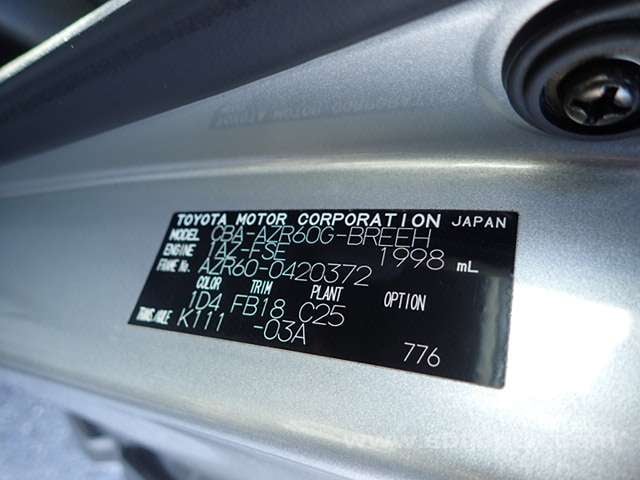 TOYOTA MOTOR CORPORATION JAPAN
MODEL CBA-AZR60G-BREEH
ENGINE 1AZ-FSE 1998 mL
FRAME No. AZR60-0420372
COLOR TRIM PLANT OPTION
1D4 FB18 C25
TRANS/AXLE K111 -03A
776